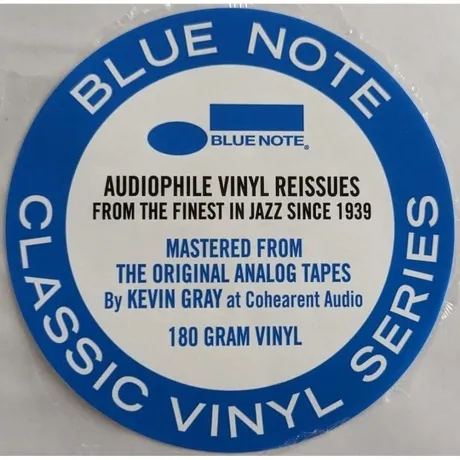 BLUE NOTE
BLUE NOTE®
AUDIOPHILE VINYL REISSUES
FROM THE FINEST IN JAZZ SINCE 1939
MASTERED FROM
THE ORIGINAL ANALOG TAPES
By KEVIN GRAY at Cohearent Audio
180 GRAM VINYL
CLASSIC VINYL SERIES